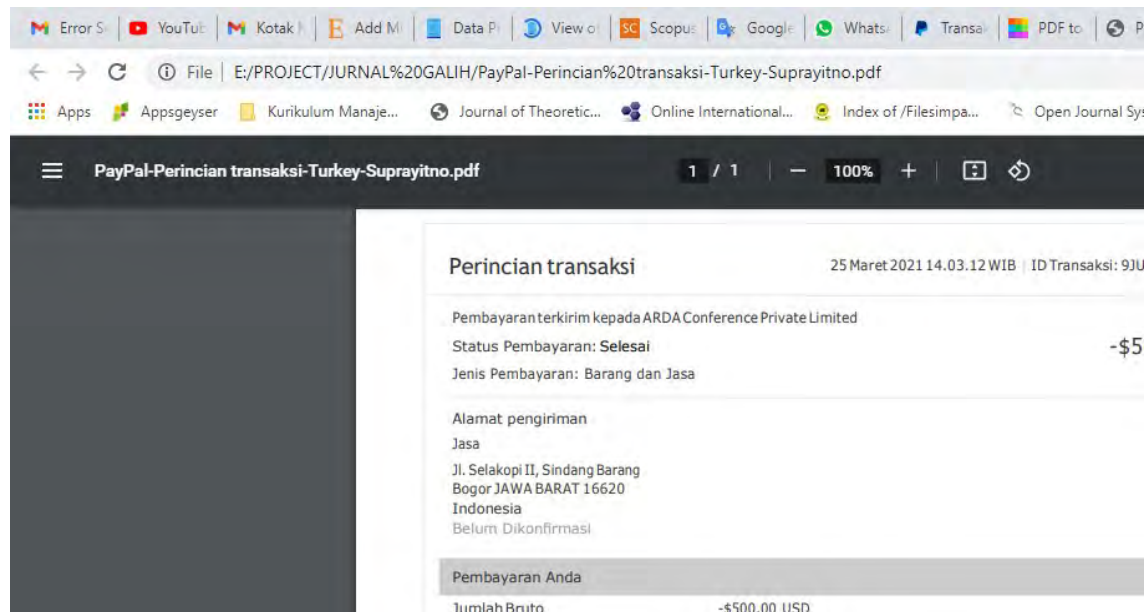 Error S YouTub Kotak Add M Data P View of SC Scopus Google Whats Transa PDF to P
File E:/PROJECT/JURNAL%20GALIH/PayPal-Perincian%20transaksi-Turkey-Suprayitno.pdf
Apps Appsgeyser Kurikulum Manaje... Journal of Theoretic... Online International... Index of /Filesimpa... Open Journal Sys
PayPal-Perincian transaksi-Turkey-Suprayitno.pdf 1 / 1 — 100% +
Perincian transaksi 25 Maret 2021 14.03.12 WIB | ID Transaksi: 9JU
Pembayaran terkirim kepada ARDA Conference Private Limited
Status Pembayaran: Selesai -$5
Jenis Pembayaran: Barang dan Jasa
Alamat pengiriman
Jasa
Jl. Selakopi II, Sindang Barang
Bogor JAWA BARAT 16620
Indonesia
Belum Dikonfirmasi
Pembayaran Anda
Jumlah Bruto -$500.00 USD